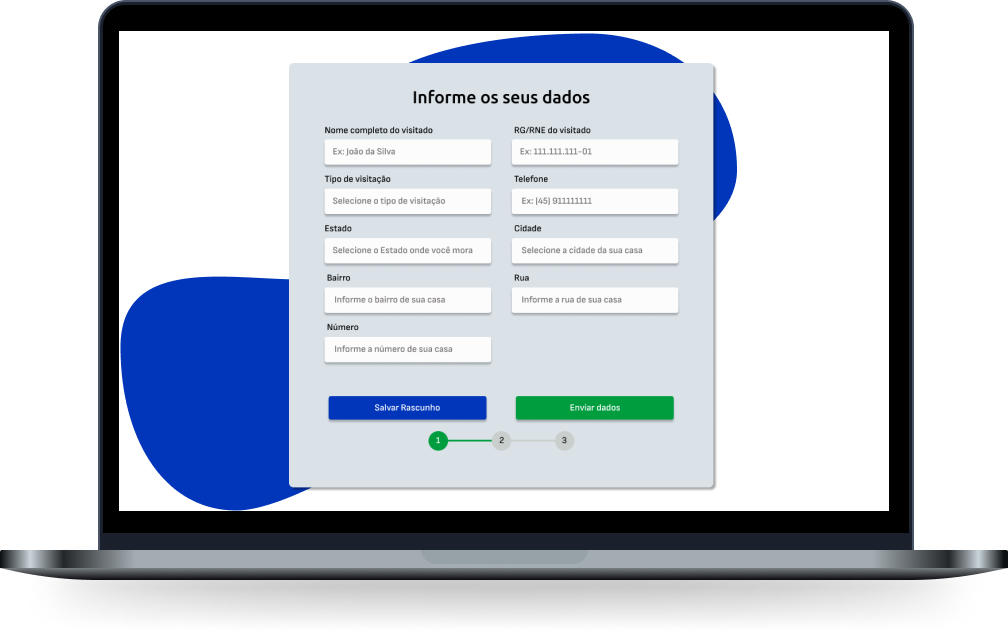 Informe os seus dados
Nome completo do visitado
RG/RNE do visitado
Ex: João da Silva
Ex: 111.111.111-01
Tipo de visitação
Telefone
Selecione o tipo de visitação
Ex: (45) 911111111
Estado
Cidade
Selecione o Estado onde você mora
Selecione a cidade da sua casa
Bairro
Rua
Informe o bairro de sua casa
Informe a rua de sua casa
Número
Informe a número de sua casa
Salvar Rascunho
Enviar dados
1 2 3